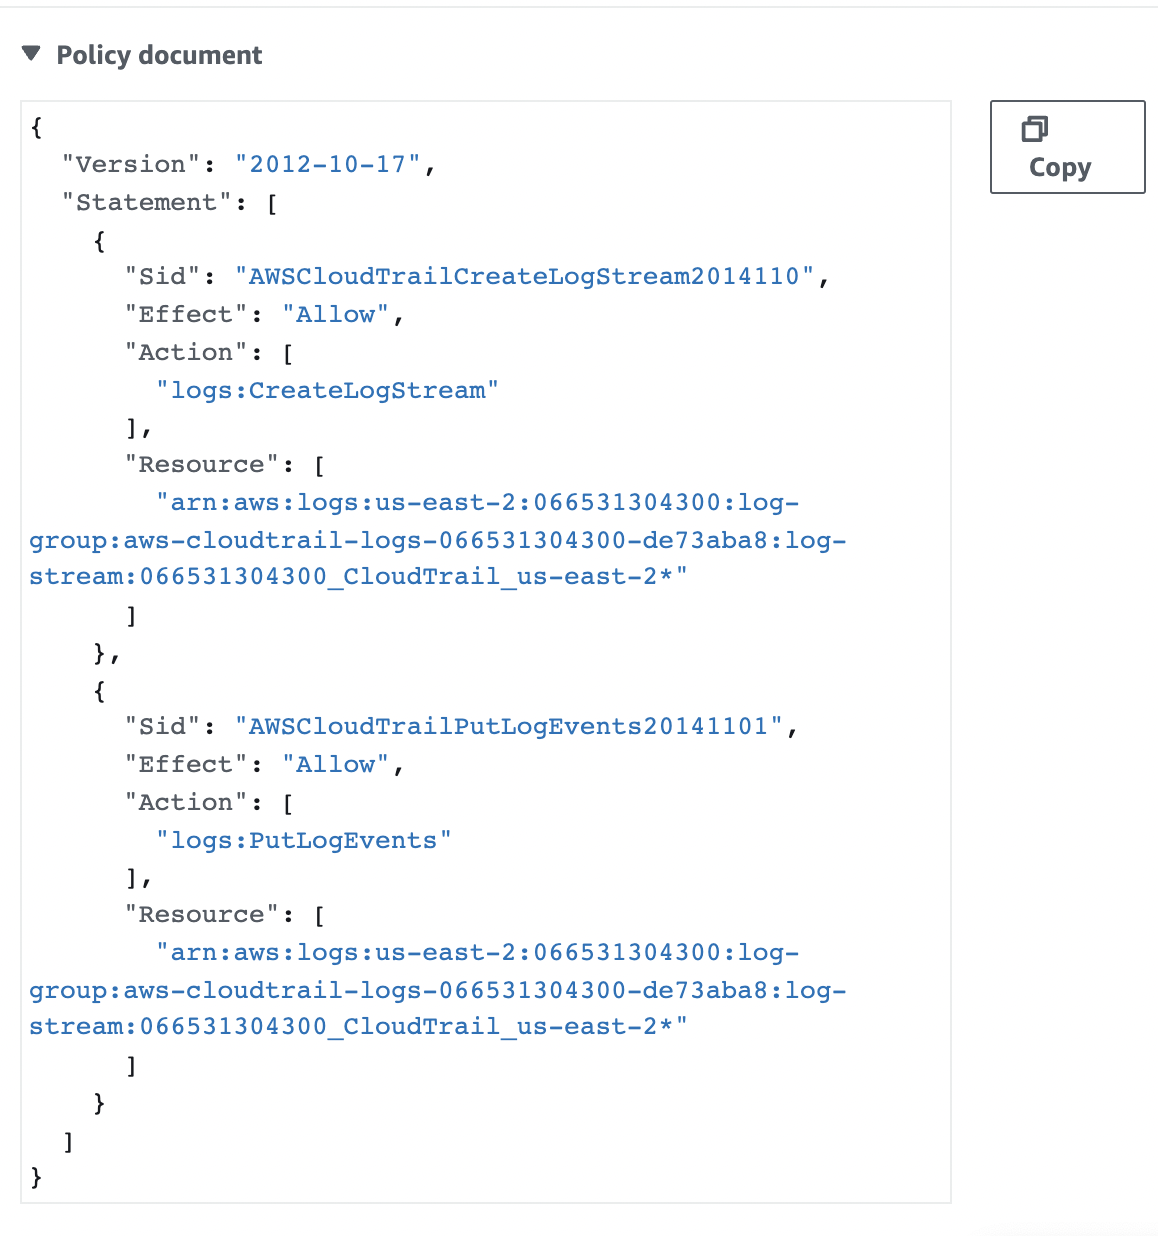 Policy document
Copy
{
"Version": "2012-10-17",
"Statement": [
{
"Sid": "AWSCloudTrailCreateLogStream2014110",
"Effect": "Allow",
"Action": [
"logs:CreateLogStream"
],
"Resource": [
"arn:aws:logs:us-east-2:066531304300:log-
group:aws-cloudtrail-logs-066531304300-de73aba8:log-
stream:066531304300_CloudTrail_us-east-2*"
]
},
{
"Sid": "AWSCloudTrailPutLogEvents20141101",
"Effect": "Allow",
"Action": [
"logs:PutLogEvents"
],
"Resource": [
"arn:aws:logs:us-east-2:066531304300:log-
group:aws-cloudtrail-logs-066531304300-de73aba8:log-
stream:066531304300_CloudTrail_us-east-2*"
]
}
]
}